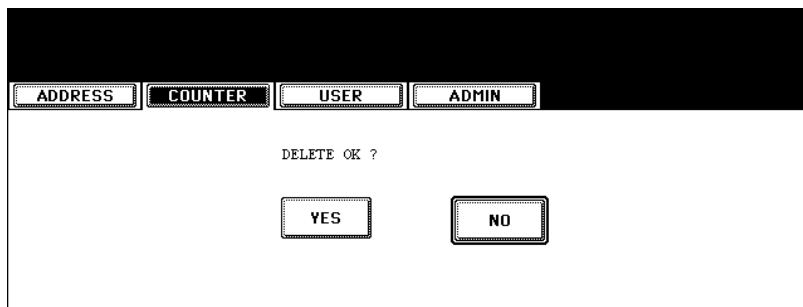 ADDRESS COUNTER USER ADMIN
DELETE OK ?
YES NO